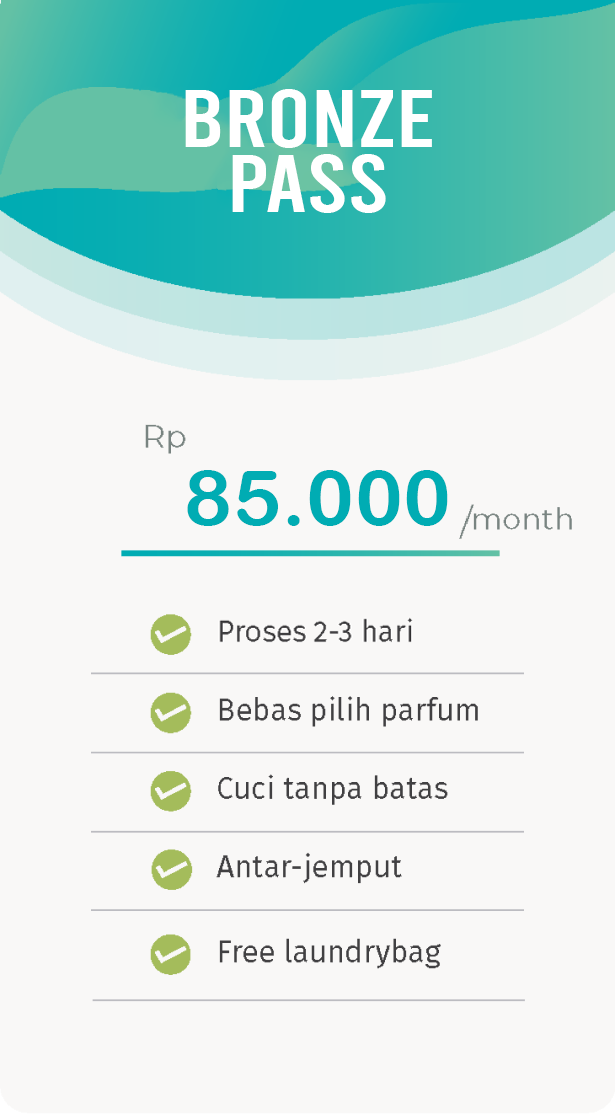 BRONZE
PASS
Rp
85.000 /month
Proses 2-3 hari
Bebas pilih parfum
Cuci tanpa batas
Antar-jemput
Free laundrybag